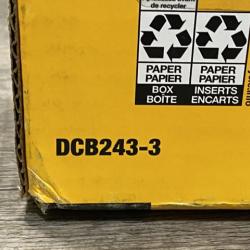 de recycler
PAPER PAPER
PAPIER PAPIER
BOX INSERTS
BOÎTE ENCARTS
DCB243-3